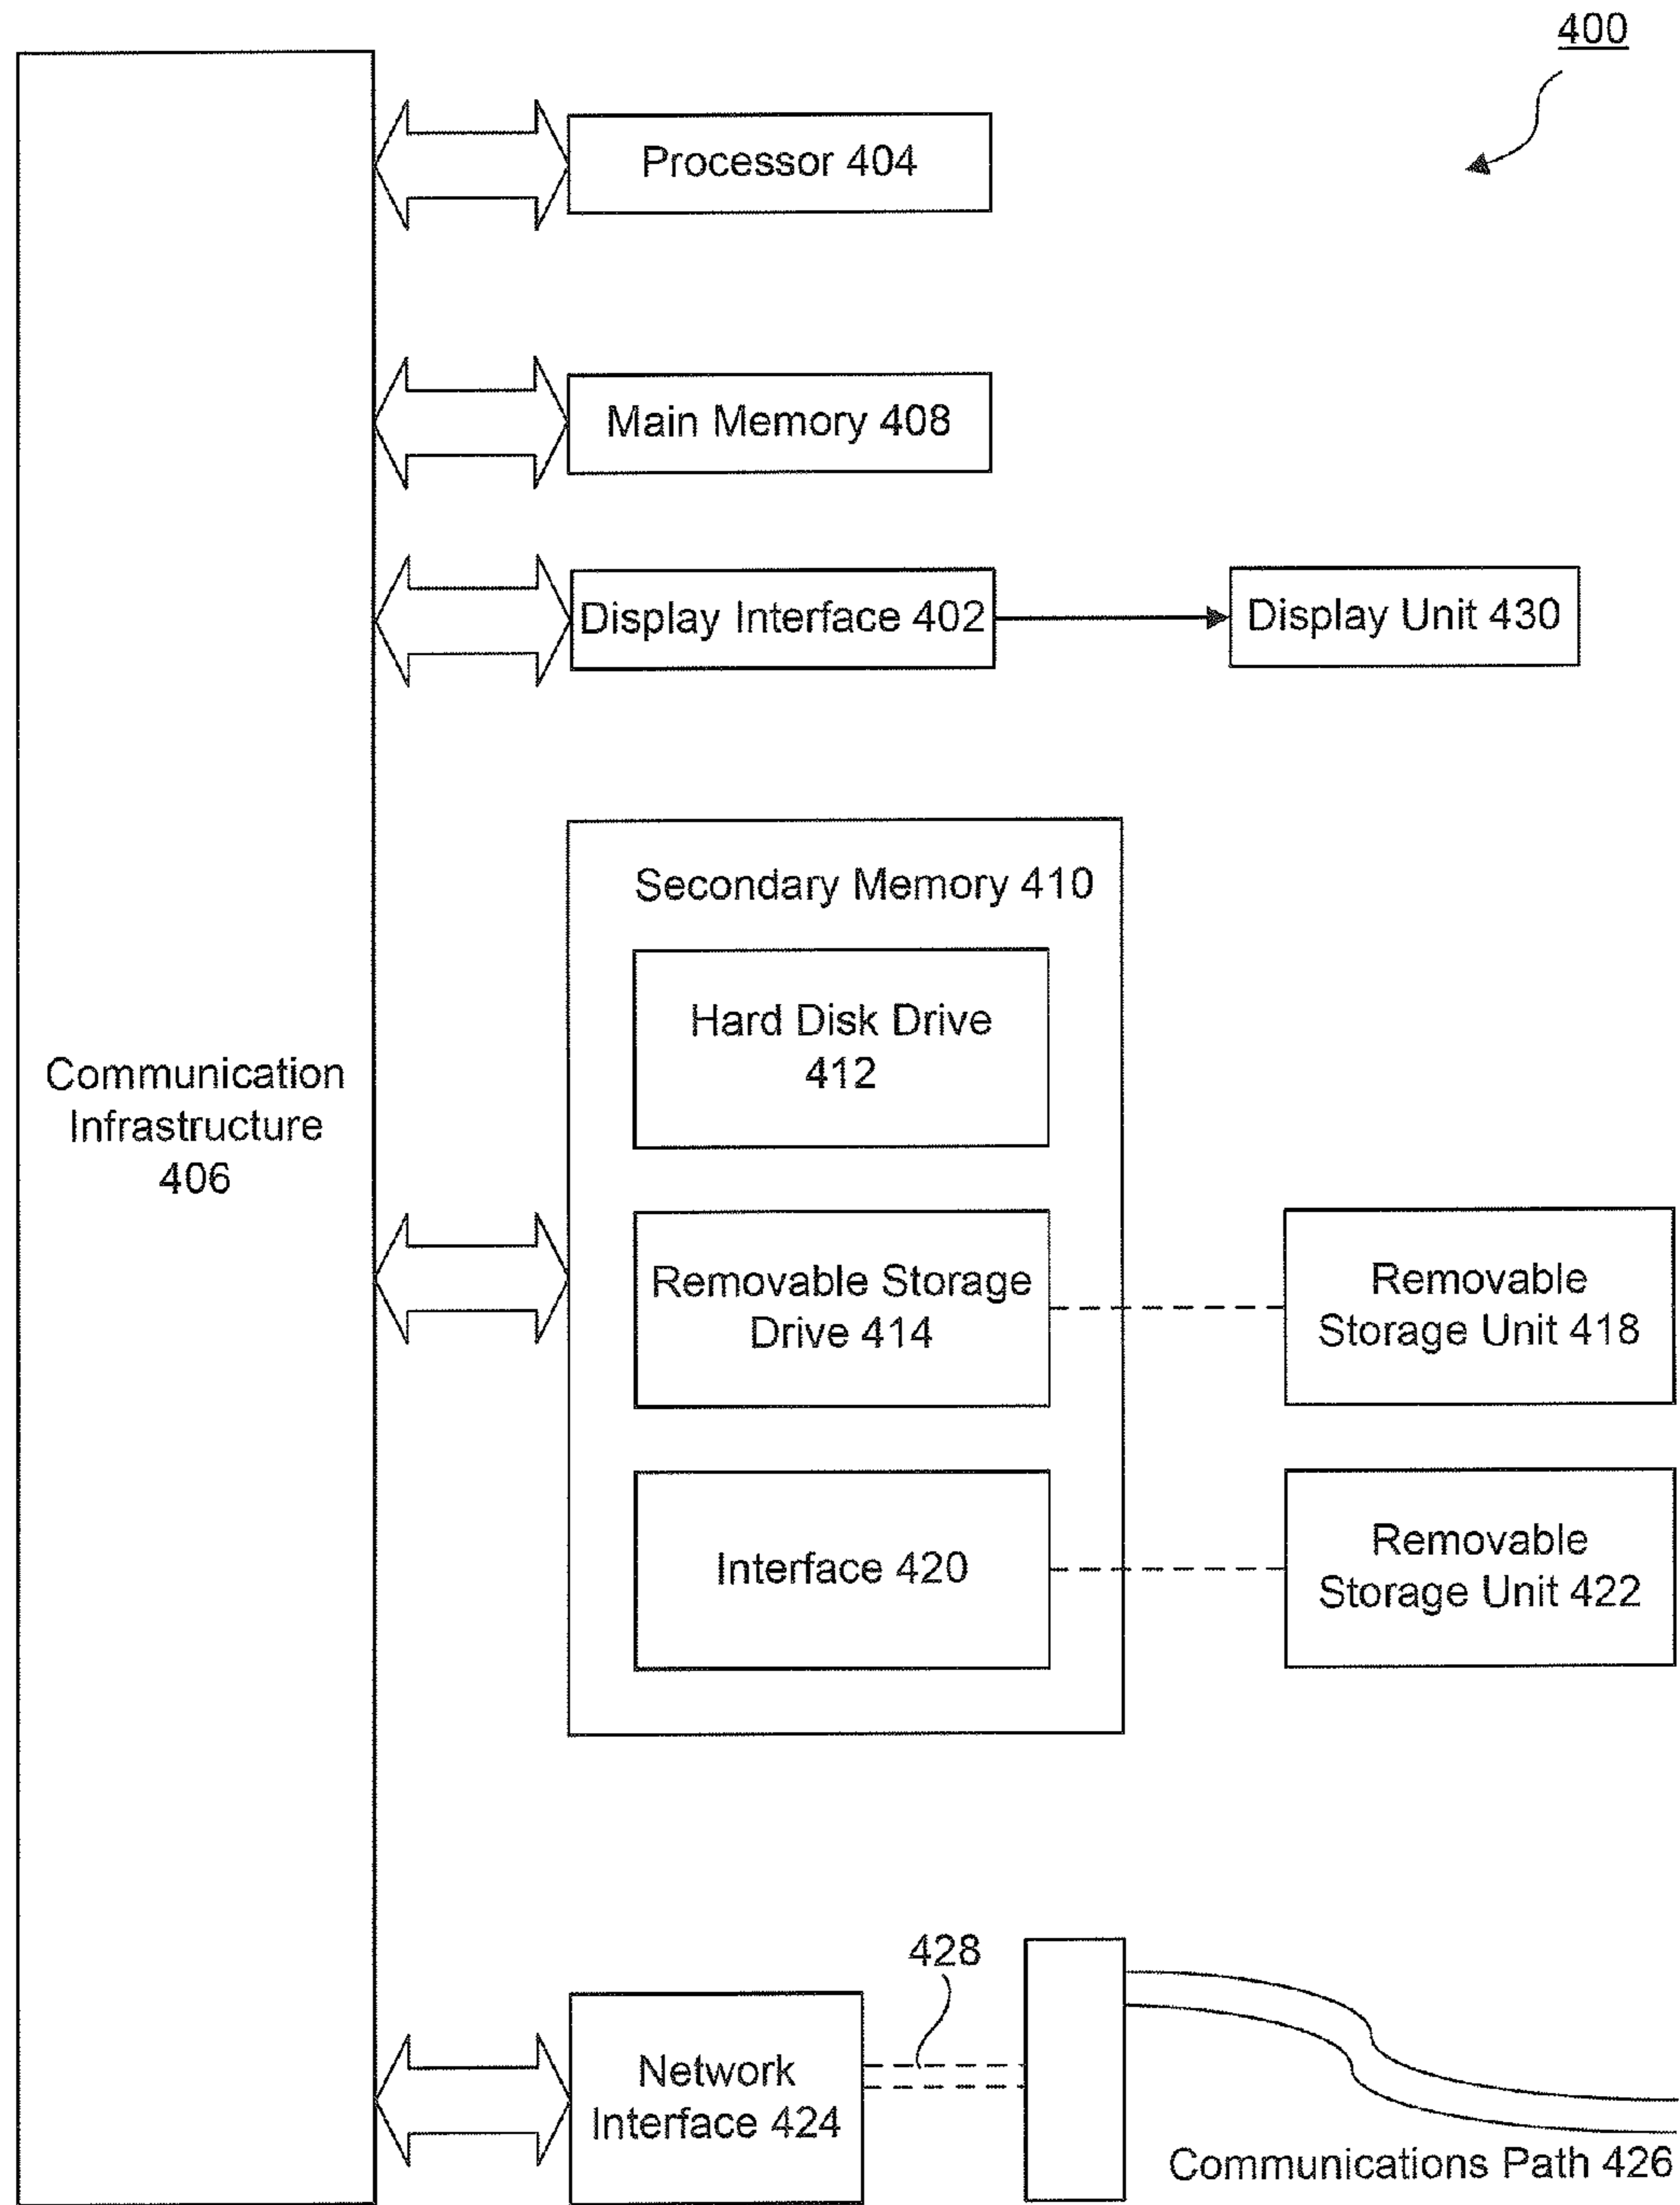 400
Processor 404
Main Memory 408
Display Interface 402
Display Unit 430
Secondary Memory 410
Hard Disk Drive
412
Communication
Infrastructure
406
Removable Storage
Drive 414
Removable
Storage Unit 418
Interface 420
Removable
Storage Unit 422
428
Network
Interface 424
Communications Path 426